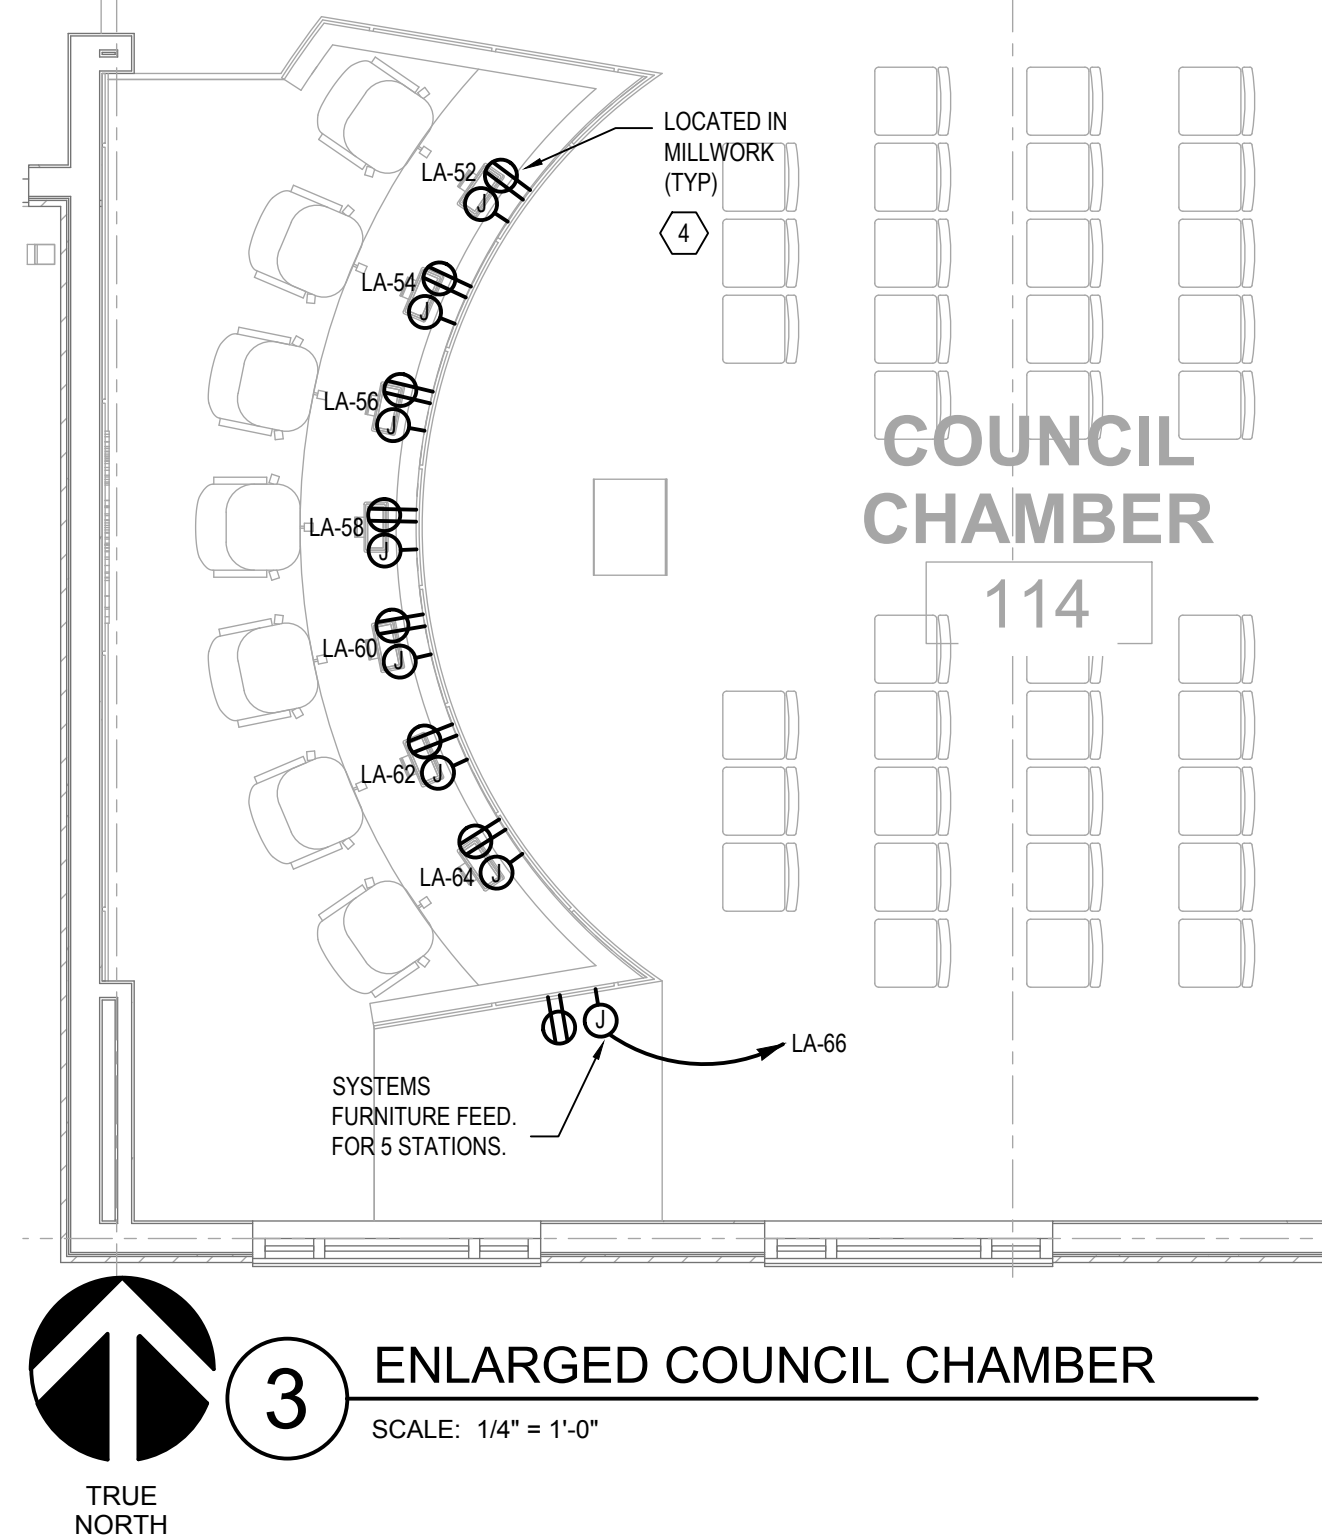 LOCATED IN
MILLWORK
(TYP)
4
LA-52
J
LA-54
J
LA-56
J
LA-58
J
LA-60
J
LA-62
J
LA-64
J
COUNCIL
CHAMBER
114
J
LA-66
SYSTEMS
FURNITURE FEED.
FOR 5 STATIONS.
3
ENLARGED COUNCIL CHAMBER
SCALE: 1/4" = 1'-0"
TRUE
NORTH